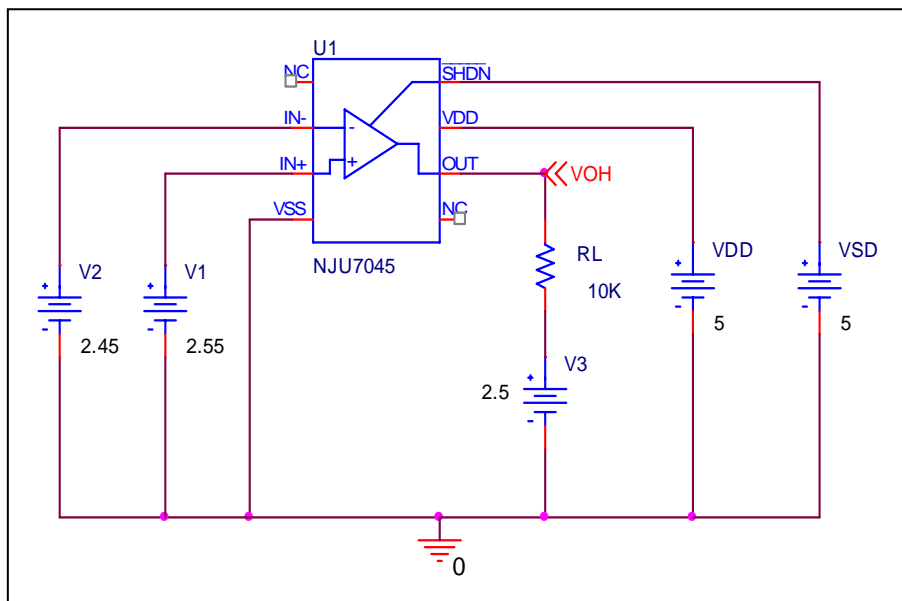 U1
NC
SHDN
IN-
VDD
-
IN+
+
OUT
VOH
VSS
NC
NJU7045
RL
10K
V2
+
-
2.45
V1
+
-
2.55
VDD
+
-
5
VSD
+
-
5
V3
+
2.5
-
0